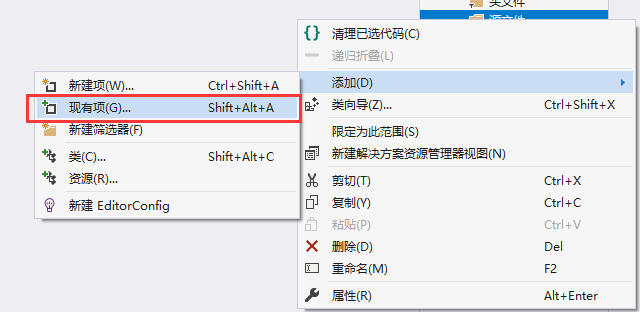 头文件
源文件
清理已选代码(C)
递归折叠(L)
添加(D)
类向导(Z)... Ctrl+Shift+X
限定为此范围(S)
新建解决方案资源管理器视图(N)
剪切(T) Ctrl+X
复制(Y) Ctrl+C
粘贴(P) Ctrl+V
删除(D) Del
重命名(M) F2
属性(R) Alt+Enter
新建项(W)... Ctrl+Shift+A
现有项(G)... Shift+Alt+A
新建筛选器(F)
类(C)... Shift+Alt+C
资源(R)...
新建 EditorConfig